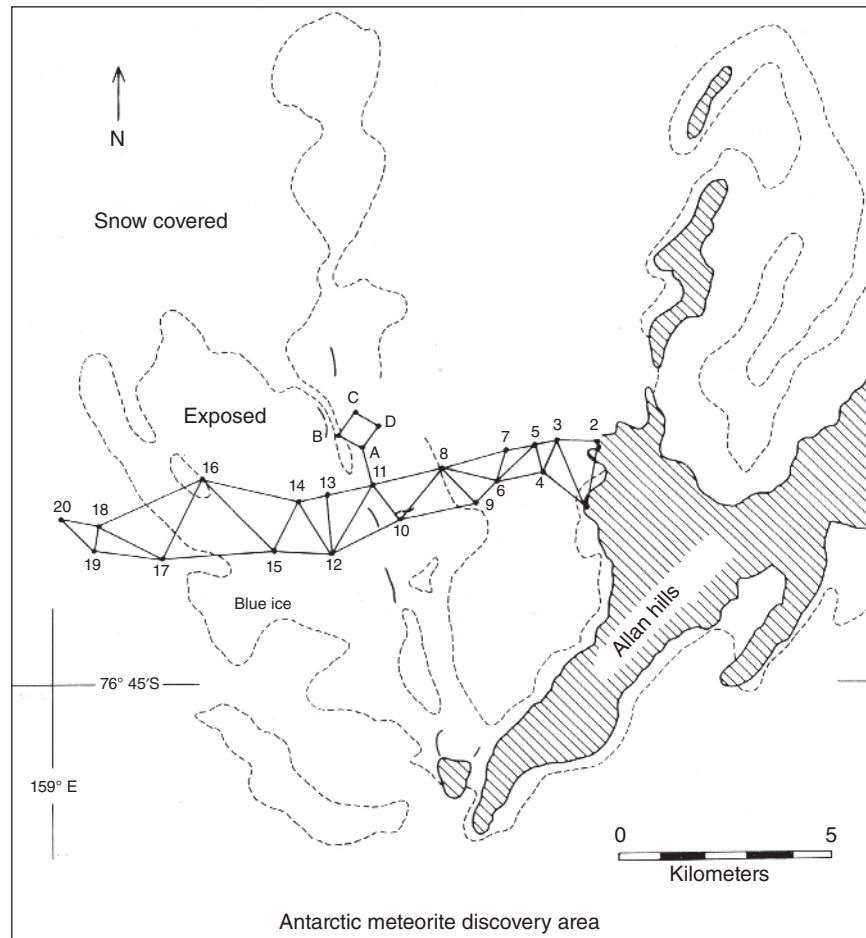 N
Snow covered
C
D
Exposed
B
A
2
3
5
7
8
6
4
16
11
13
14
9
20
18
10
19
17
15
12
Blue ice
Allan hills
76° 45′S
159° E
0 5
Kilometers
Antarctic meteorite discovery area